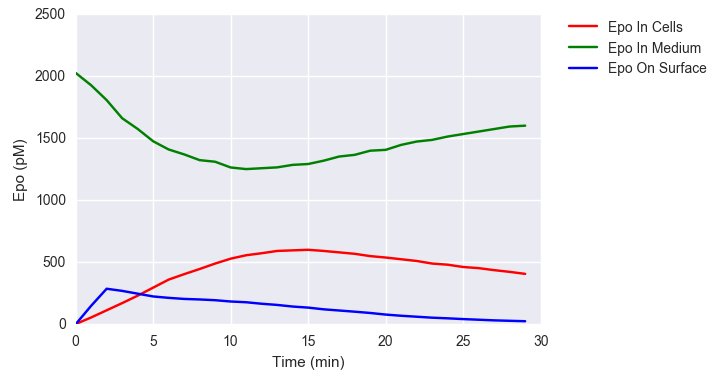 2500
2000
1500
1000
500
0
Epo (pM)
0 5 10 15 20 25 30
Time (min)
Epo In Cells
Epo In Medium
Epo On Surface